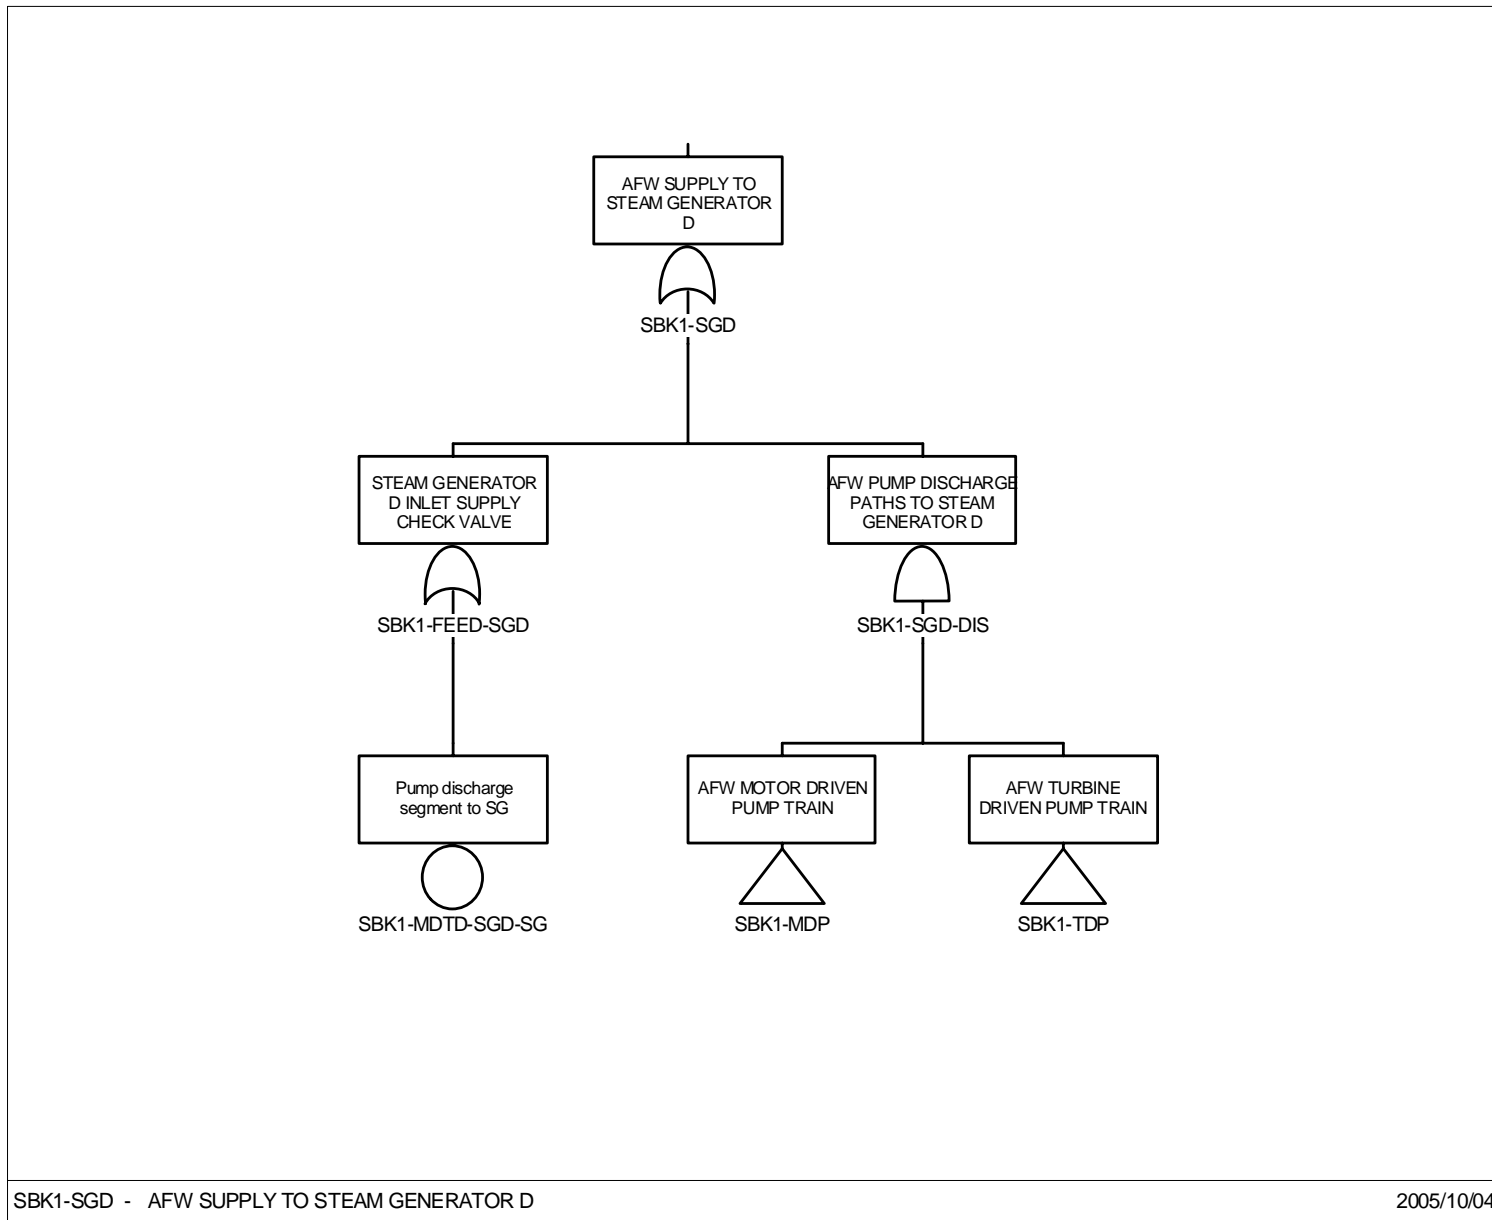 AFW SUPPLY TO
STEAM GENERATOR
D
SBK1-SGD
STEAM GENERATOR
D INLET SUPPLY
CHECK VALVE
SBK1-FEED-SGD
AFW PUMP DISCHARGE
PATHS TO STEAM
GENERATOR D
SBK1-SGD-DIS
Pump discharge
segment to SG
SBK1-MDTD-SGD-SG
AFW MOTOR DRIVEN
PUMP TRAIN
SBK1-MDP
AFW TURBINE
DRIVEN PUMP TRAIN
SBK1-TDP
SBK1-SGD - AFW SUPPLY TO STEAM GENERATOR D
2005/10/04